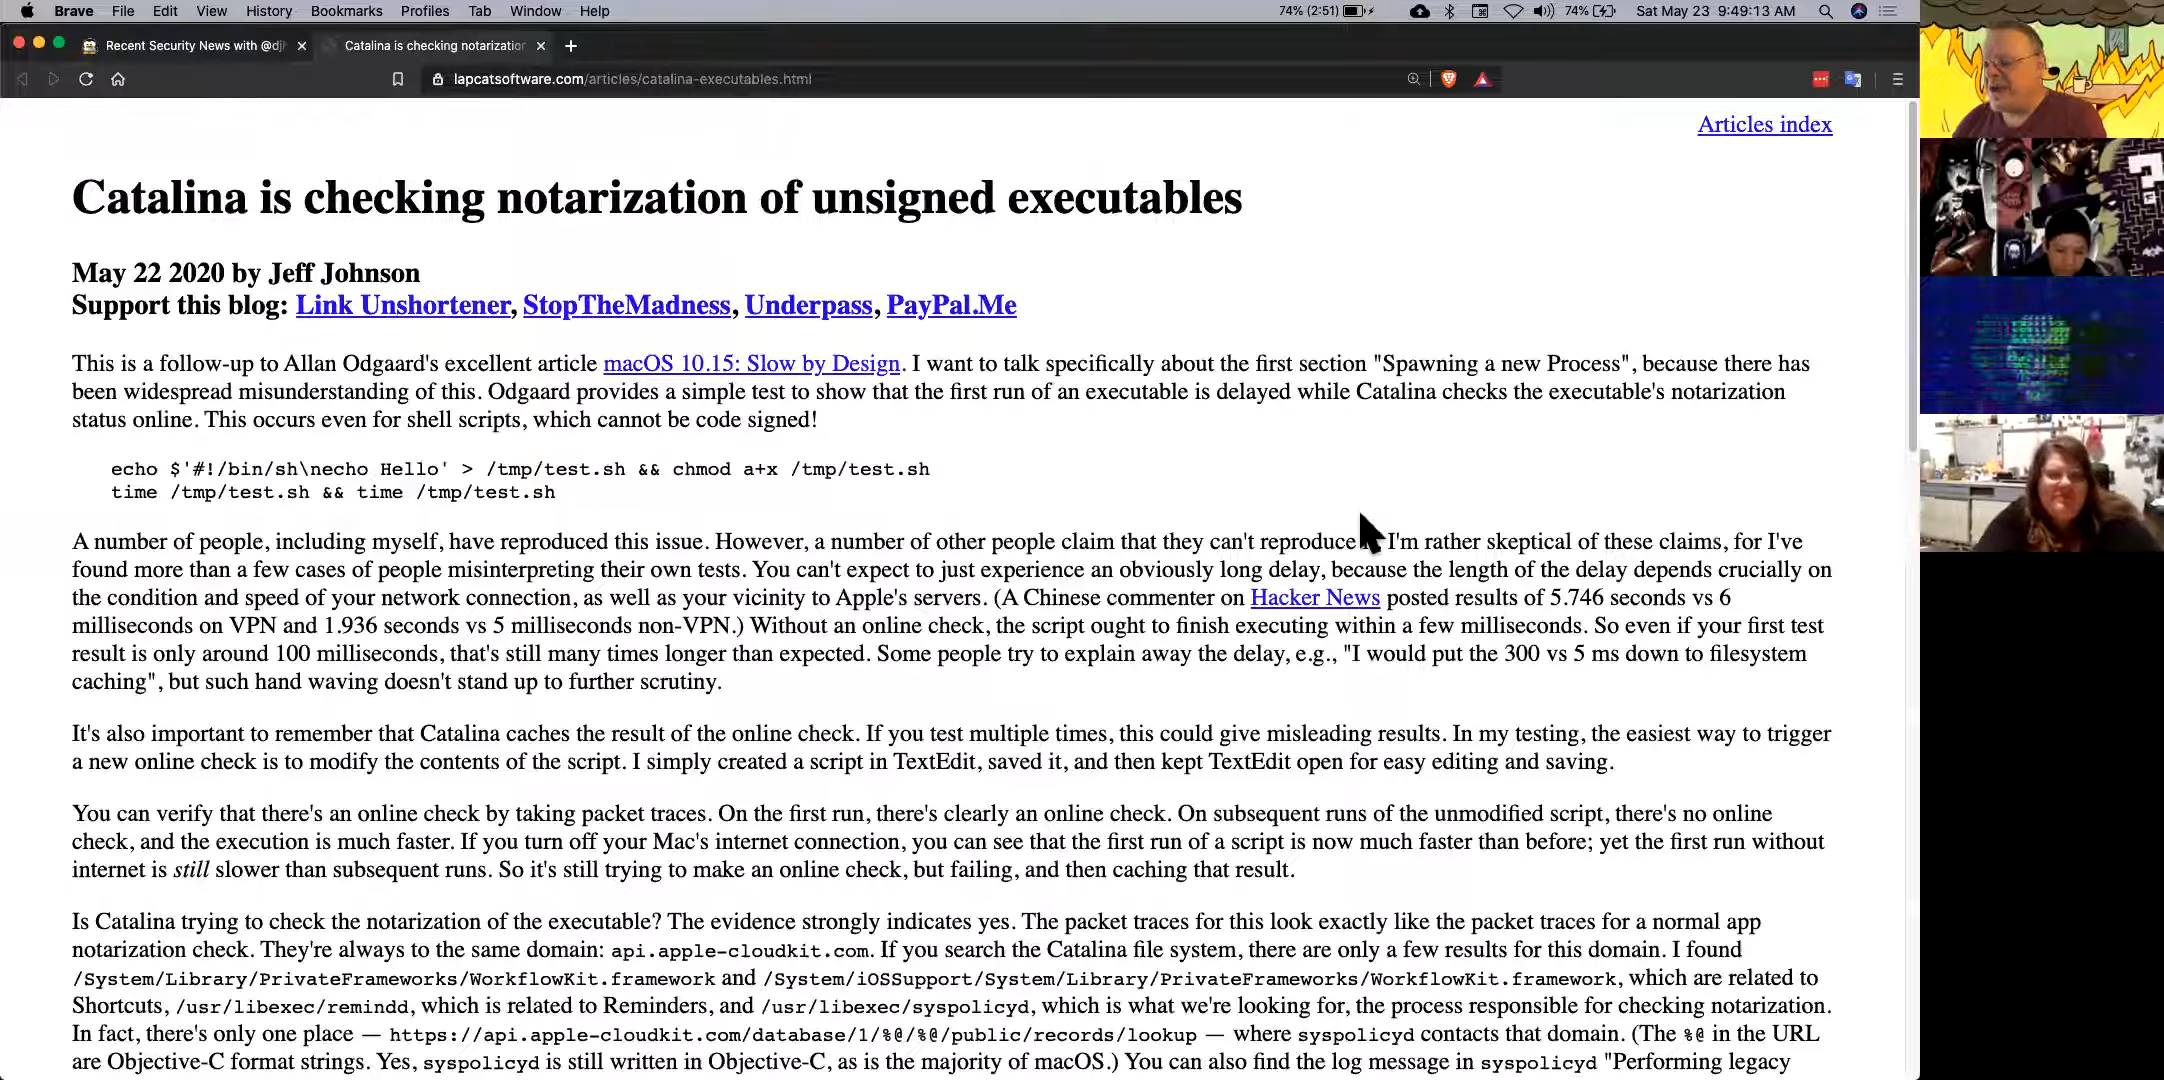 Brave File Edit View History Bookmarks Profiles Tab Window Help 74% (2:51) 74% Sat May 23 9:49:13 AM
Recent Security News with @djh Catalina is checking notarization
lapcatsoftware.com/articles/catalina-executables.html
Articles index
Catalina is checking notarization of unsigned executables
May 22 2020 by Jeff Johnson
Support this blog: Link Unshortener, StopTheMadness, Underpass, PayPal.Me
This is a follow-up to Allan Odgaard's excellent article macOS 10.15: Slow by Design. I want to talk specifically about the first section "Spawning a new Process", because there has
been widespread misunderstanding of this. Odgaard provides a simple test to show that the first run of an executable is delayed while Catalina checks the executable's notarization
status online. This occurs even for shell scripts, which cannot be code signed!
echo $'#!/bin/sh\necho Hello' > /tmp/test.sh && chmod a+x /tmp/test.sh
time /tmp/test.sh && time /tmp/test.sh
A number of people, including myself, have reproduced this issue. However, a number of other people claim that they can't reproduce I'm rather skeptical of these claims, for I've
found more than a few cases of people misinterpreting their own tests. You can't expect to just experience an obviously long delay, because the length of the delay depends crucially on
the condition and speed of your network connection, as well as your vicinity to Apple's servers. (A Chinese commenter on Hacker News posted results of 5.746 seconds vs 6
milliseconds on VPN and 1.936 seconds vs 5 milliseconds non-VPN.) Without an online check, the script ought to finish executing within a few milliseconds. So even if your first test
result is only around 100 milliseconds, that's still many times longer than expected. Some people try to explain away the delay, e.g., "I would put the 300 vs 5 ms down to filesystem
caching", but such hand waving doesn't stand up to further scrutiny.
It's also important to remember that Catalina caches the result of the online check. If you test multiple times, this could give misleading results. In my testing, the easiest way to trigger
a new online check is to modify the contents of the script. I simply created a script in TextEdit, saved it, and then kept TextEdit open for easy editing and saving.
You can verify that there's an online check by taking packet traces. On the first run, there's clearly an online check. On subsequent runs of the unmodified script, there's no online
check, and the execution is much faster. If you turn off your Mac's internet connection, you can see that the first run of a script is now much faster than before; yet the first run without
internet is still slower than subsequent runs. So it's still trying to make an online check, but failing, and then caching that result.
Is Catalina trying to check the notarization of the executable? The evidence strongly indicates yes. The packet traces for this look exactly like the packet traces for a normal app
notarization check. They're always to the same domain: api.apple-cloudkit.com. If you search the Catalina file system, there are only a few results for this domain. I found
/System/Library/PrivateFrameworks/WorkflowKit.framework and /System/iOSSupport/System/Library/PrivateFrameworks/WorkflowKit.framework, which are related to
Shortcuts, /usr/libexec/remindd, which is related to Reminders, and /usr/libexec/syspolicyd, which is what we're looking for, the process responsible for checking notarization.
In fact, there's only one place — https://api.apple-cloudkit.com/database/1/%@/%@/public/records/lookup — where syspolicyd contacts that domain. (The %@ in the URL
are Objective-C format strings. Yes, syspolicyd is still written in Objective-C, as is the majority of macOS.) You can also find the log message in syspolicyd "Performing legacy